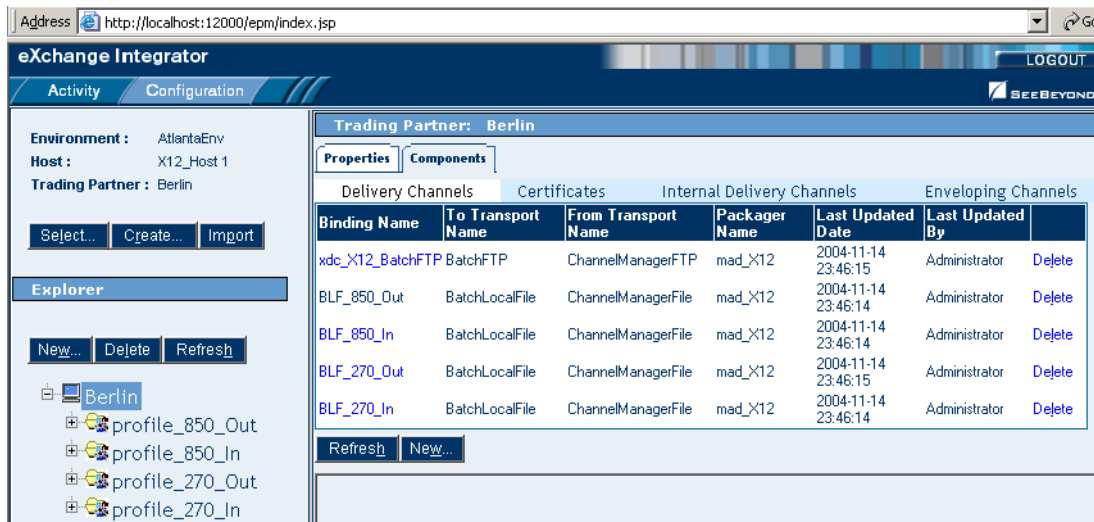 Address http://localhost:12000/epm/index.jsp Go
eXchange Integrator
LOGOUT
Activity Configuration
SEEBEYOND
Environment : AtlantaEnv
Host : X12_Host 1
Trading Partner : Berlin
Select... Create... Import
Explorer
New... Delete Refresh
Berlin
profile_850_Out
profile_850_In
profile_270_Out
profile_270_In
Trading Partner: Berlin
Properties Components
Delivery Channels Certificates Internal Delivery Channels Enveloping Channels
Binding Name To Transport Name From Transport Name Packager Name Last Updated Date Last Updated By
xdc_X12_BatchFTP BatchFTP ChannelManagerFTP mad_X12 2004-11-14 23:46:15 Administrator Delete
BLF_850_Out BatchLocalFile ChannelManagerFile mad_X12 2004-11-14 23:46:14 Administrator Delete
BLF_850_In BatchLocalFile ChannelManagerFile mad_X12 2004-11-14 23:46:14 Administrator Delete
BLF_270_Out BatchLocalFile ChannelManagerFile mad_X12 2004-11-14 23:46:15 Administrator Delete
BLF_270_In BatchLocalFile ChannelManagerFile mad_X12 2004-11-14 23:46:14 Administrator Delete
Refresh New...